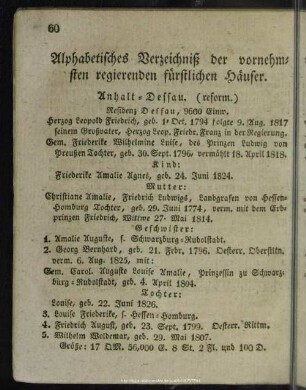 60
Alphabetisches Verzeichniß der vornehm-
sten regierenden fürstlichen Häuser.
Anhalt-Dessau. (reform.)
Residenz Dessau, 9600 Einw.
Herzog Leopold Friedrich, geb. 1. Oct. 1794 folgte 9. Aug. 1817
seinem Großvater, Herzog Leop. Friedr. Franz in der Regierung.
Gem. Friederike Wilhelmine Luise, des Prinzen Ludwig von
Preußen Tochter, geb. 30. Sept. 1796, vermählt 18. April 1818.
Kind:
Friederike Amalie Agnes, geb. 24. Juni 1824.
Mutter:
Christiane Amalie, Friedrich Ludwigs, Landgrafen von Hessen-
Homburg Tochter, geb. 29. Juni 1774, verm. mit dem Erb-
prinzen Friedrich, Wittwe 27. Mai 1814.
Geschwister:
1. Amalie Auguste, s. Schwarzburg-Rudolstadt.
2. Georg Bernhard, geb. 21. Febr. 1796. Oesterr. Oberstltn.
verm. 6. Aug. 1825, mit:
Gem. Carol. Auguste Louise Amalie, Prinzessin zu Schwarz-
burg-Rudolstadt, geb. 4. April 1804.
Tochter:
Louise, geb. 22. Juni 1826.
3. Louise Friederike, s. Hessen-Homburg.
4. Friedrich August, geb. 23. Sept. 1799. Oesterr. Rittm.
5. Wilhelm Woldemar, geb. 29. Mai 1807.
Größe: 17 QM. 56,000 E. 8 St. 2 Fl. und 100 D.